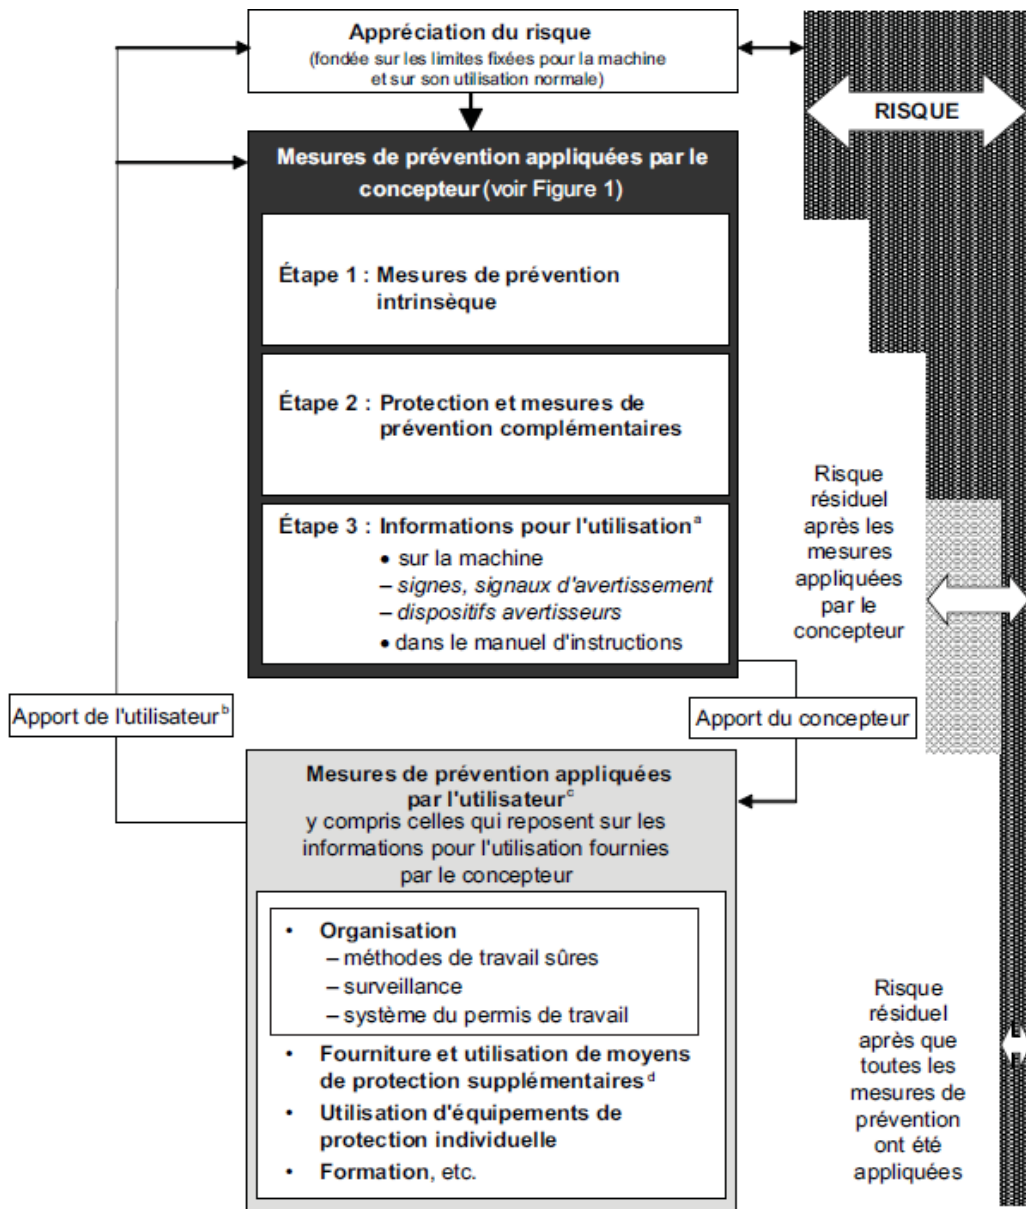 Appréciation du risque
(fondée sur les limites fixées pour la machine
et sur son utilisation normale)
RISQUE
Mesures de prévention appliquées par le
concepteur (voir Figure 1)
Étape 1 : Mesures de prévention
intrinsèque
Étape 2 : Protection et mesures de
prévention complémentaires
Étape 3 : Informations pour l'utilisation a
• sur la machine
– signes, signaux d'avertissement
– dispositifs avertisseurs
• dans le manuel d'instructions
Risque
résiduel
après les
mesures
appliquées
par le
concepteur
Apport de l'utilisateur b
Apport du concepteur
Mesures de prévention appliquées
par l'utilisateur c
y compris celles qui reposent sur les
informations pour l'utilisation fournies
par le concepteur
• Organisation
– méthodes de travail sûres
– surveillance
– système du permis de travail
• Fourniture et utilisation de moyens
de protection supplémentaires d
• Utilisation d'équipements de
protection individuelle
• Formation, etc.
Risque
résiduel
après que
toutes les
mesures de
prévention
ont été
appliquées